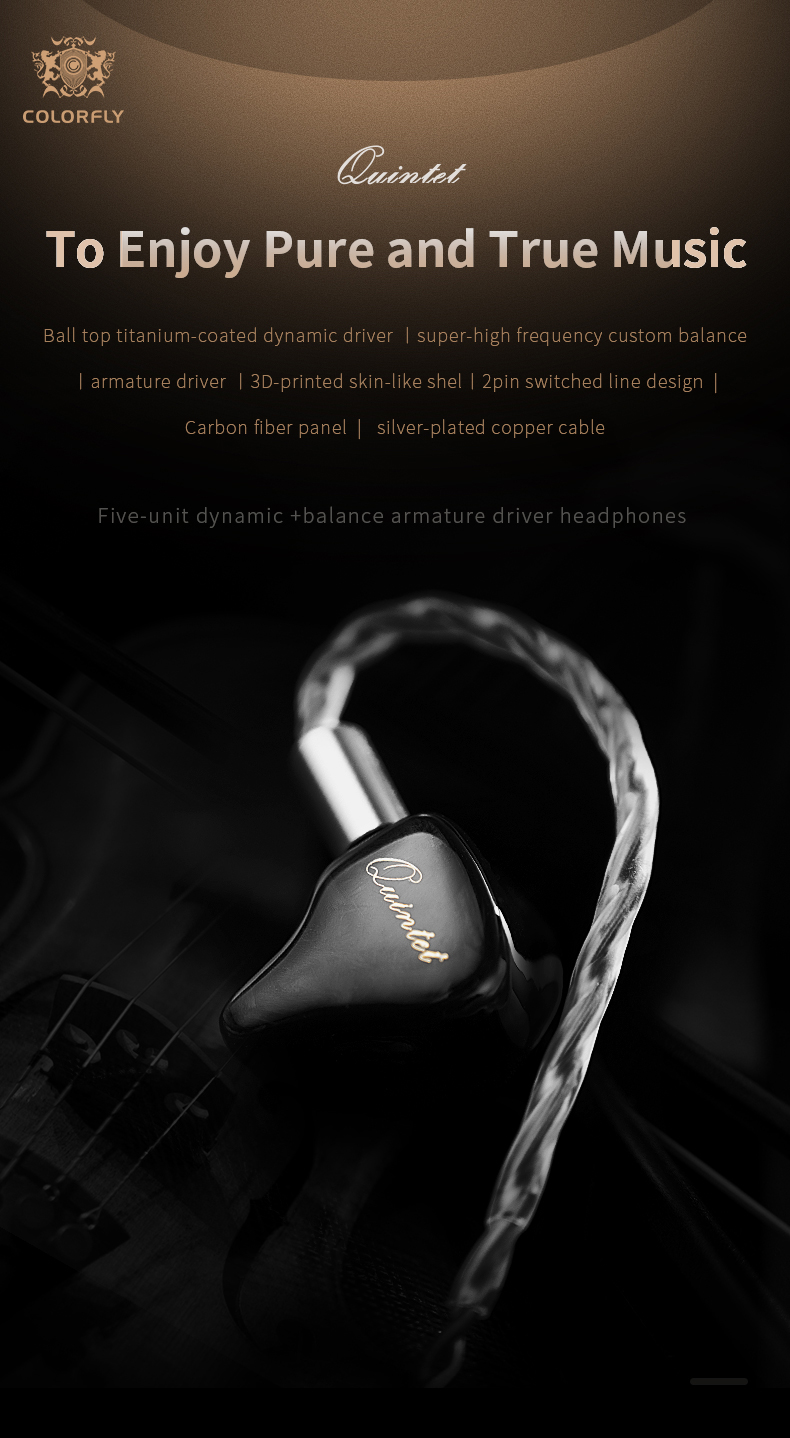 COLORFLY
Quintet
To Enjoy Pure and True Music
Ball top titanium-coated dynamic driver | super-high frequency custom balance
| armature driver | 3D-printed skin-like shel | 2pin switched line design |
Carbon fiber panel | silver-plated copper cable
Five-unit dynamic +balance armature driver headphones
Quintet